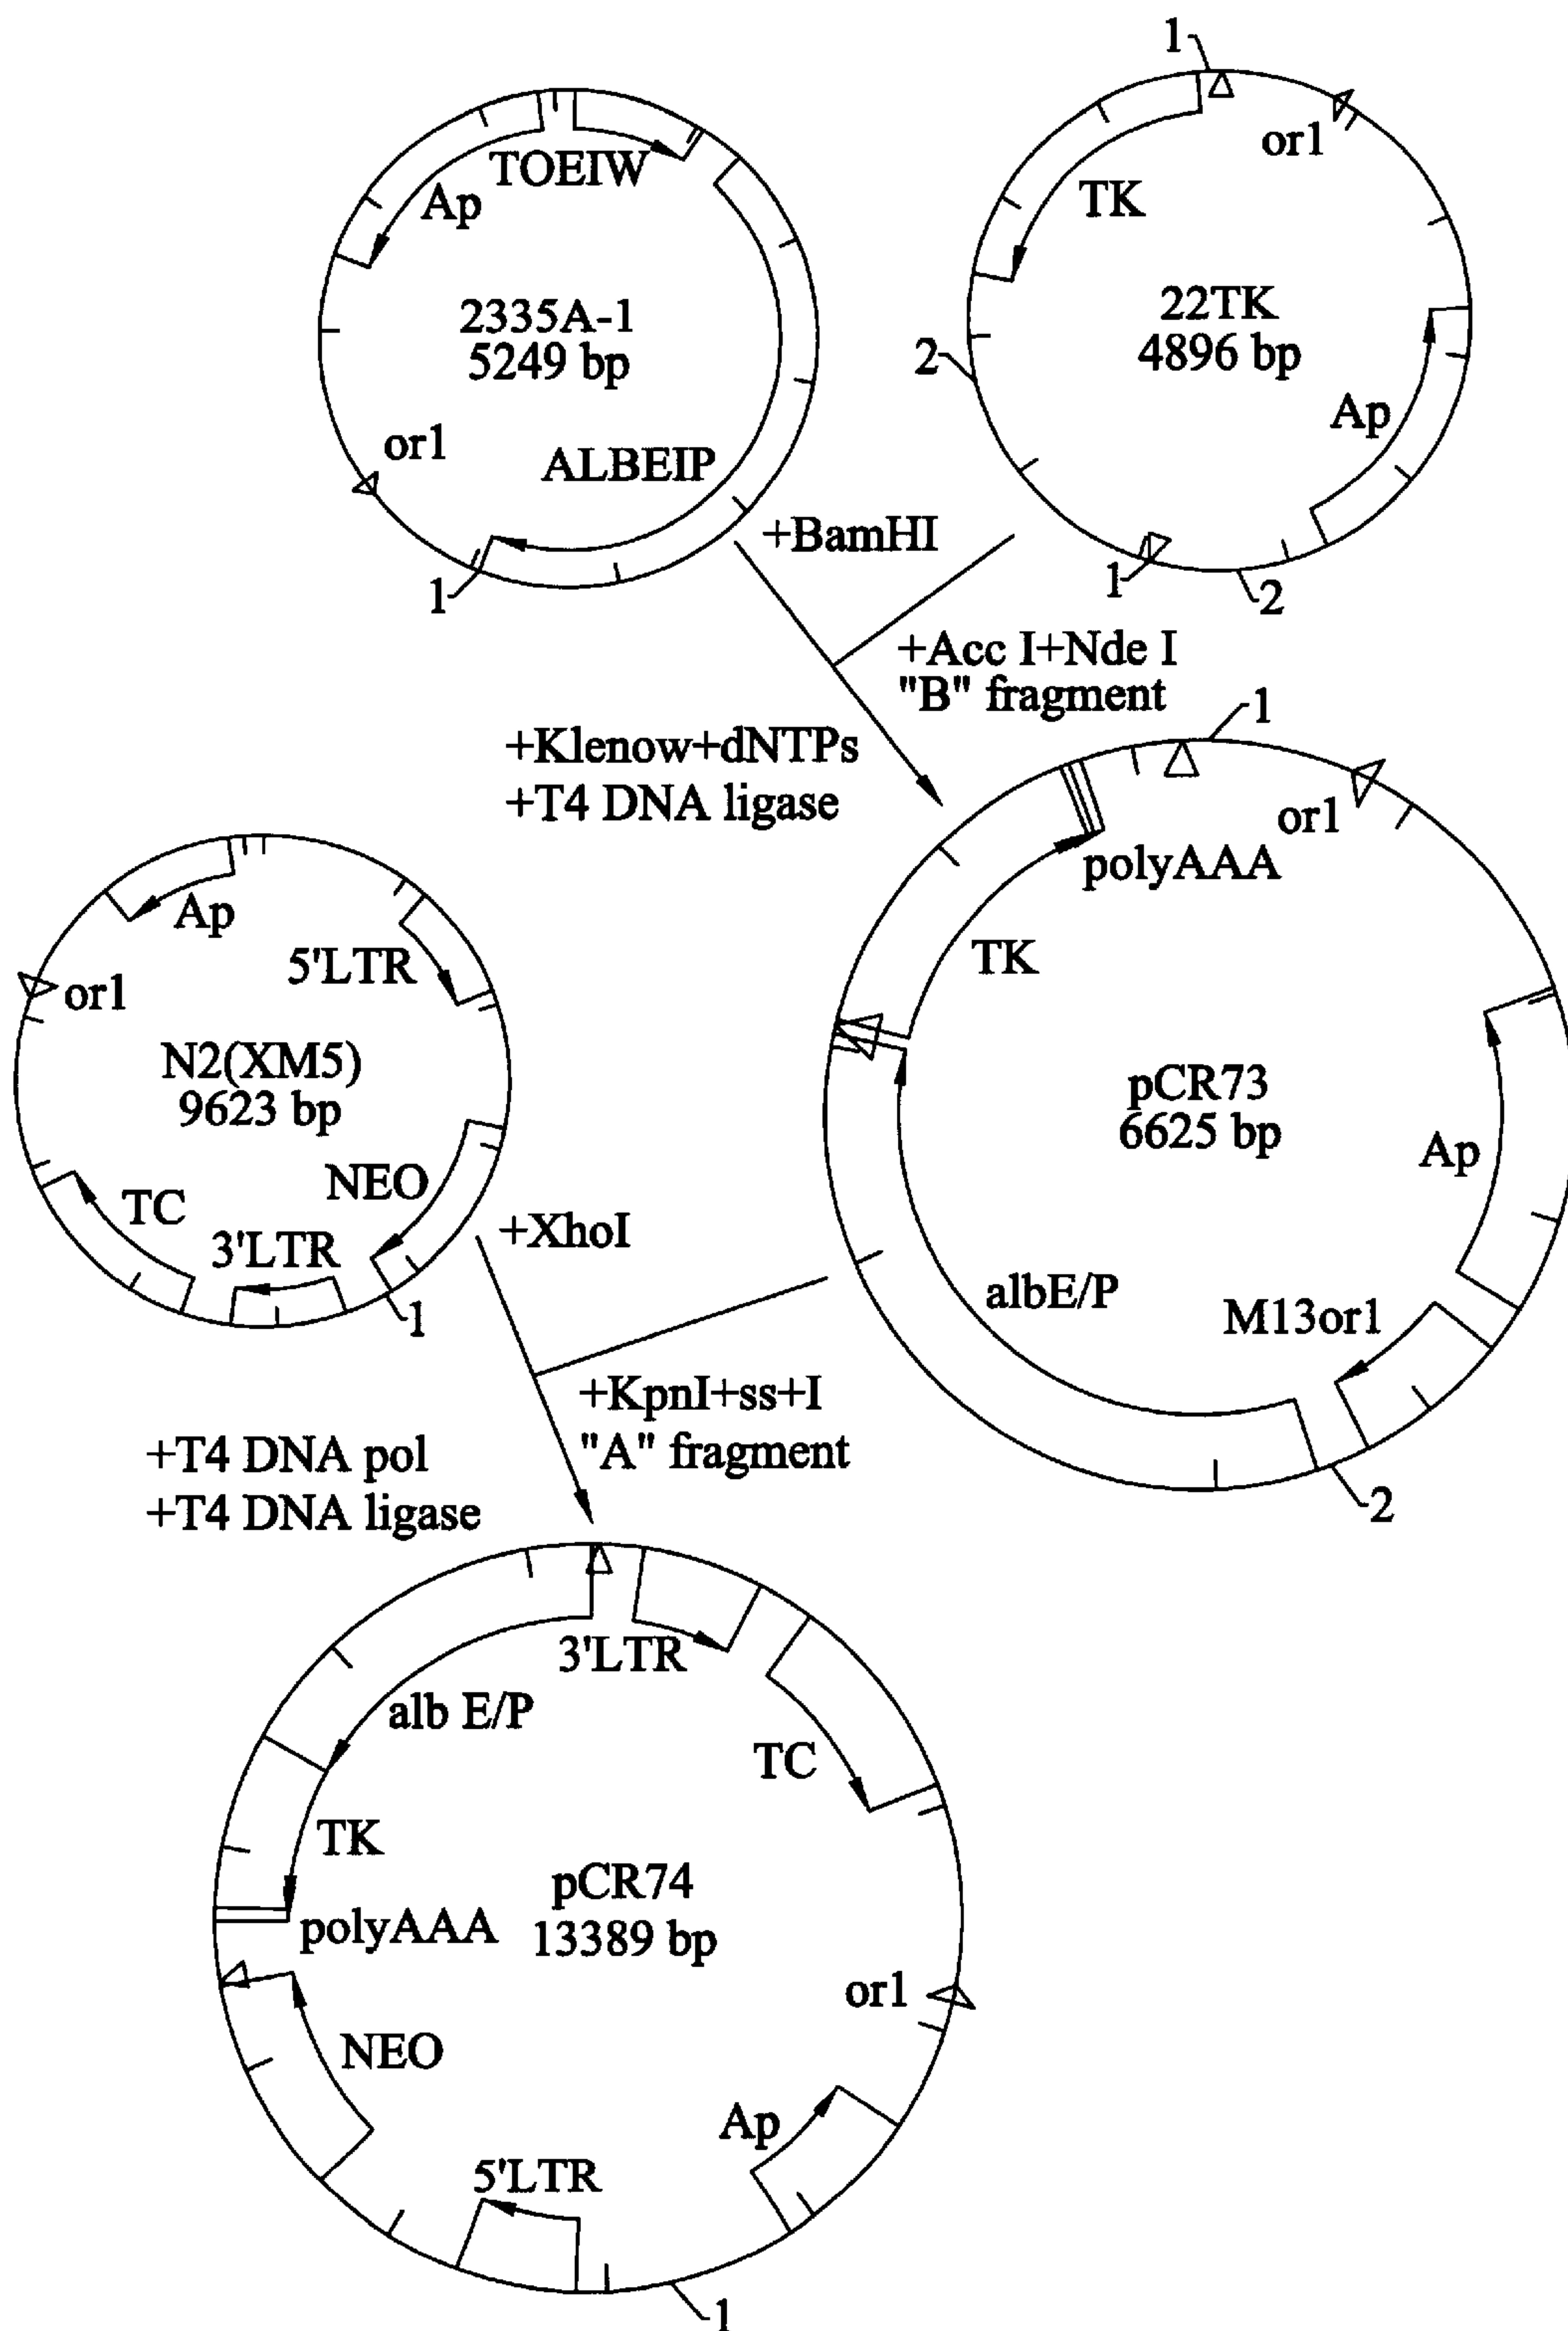 1
or1
TOEIW
Ap
TK
2335A-1
5249 bp
22TK
4896 bp
2
or1
ALBEIP
Ap
1
+BamHI
1
2
+Acc I+Nde I
"B" fragment
1
+Klenow+dNTPs
+T4 DNA ligase
or1
polyAAA
Ap
5'LTR
TK
or1
N2(XM5)
9623 bp
pCR73
6625 bp
Ap
NEO
TC
3'LTR
+XhoI
1
albE/P
M13or1
+KpnI+ss+I
"A" fragment
2
+T4 DNA pol
+T4 DNA ligase
3'LTR
alb E/P
TC
TK
pCR74
13389 bp
polyAAA
or1
NEO
Ap
5'LTR
1